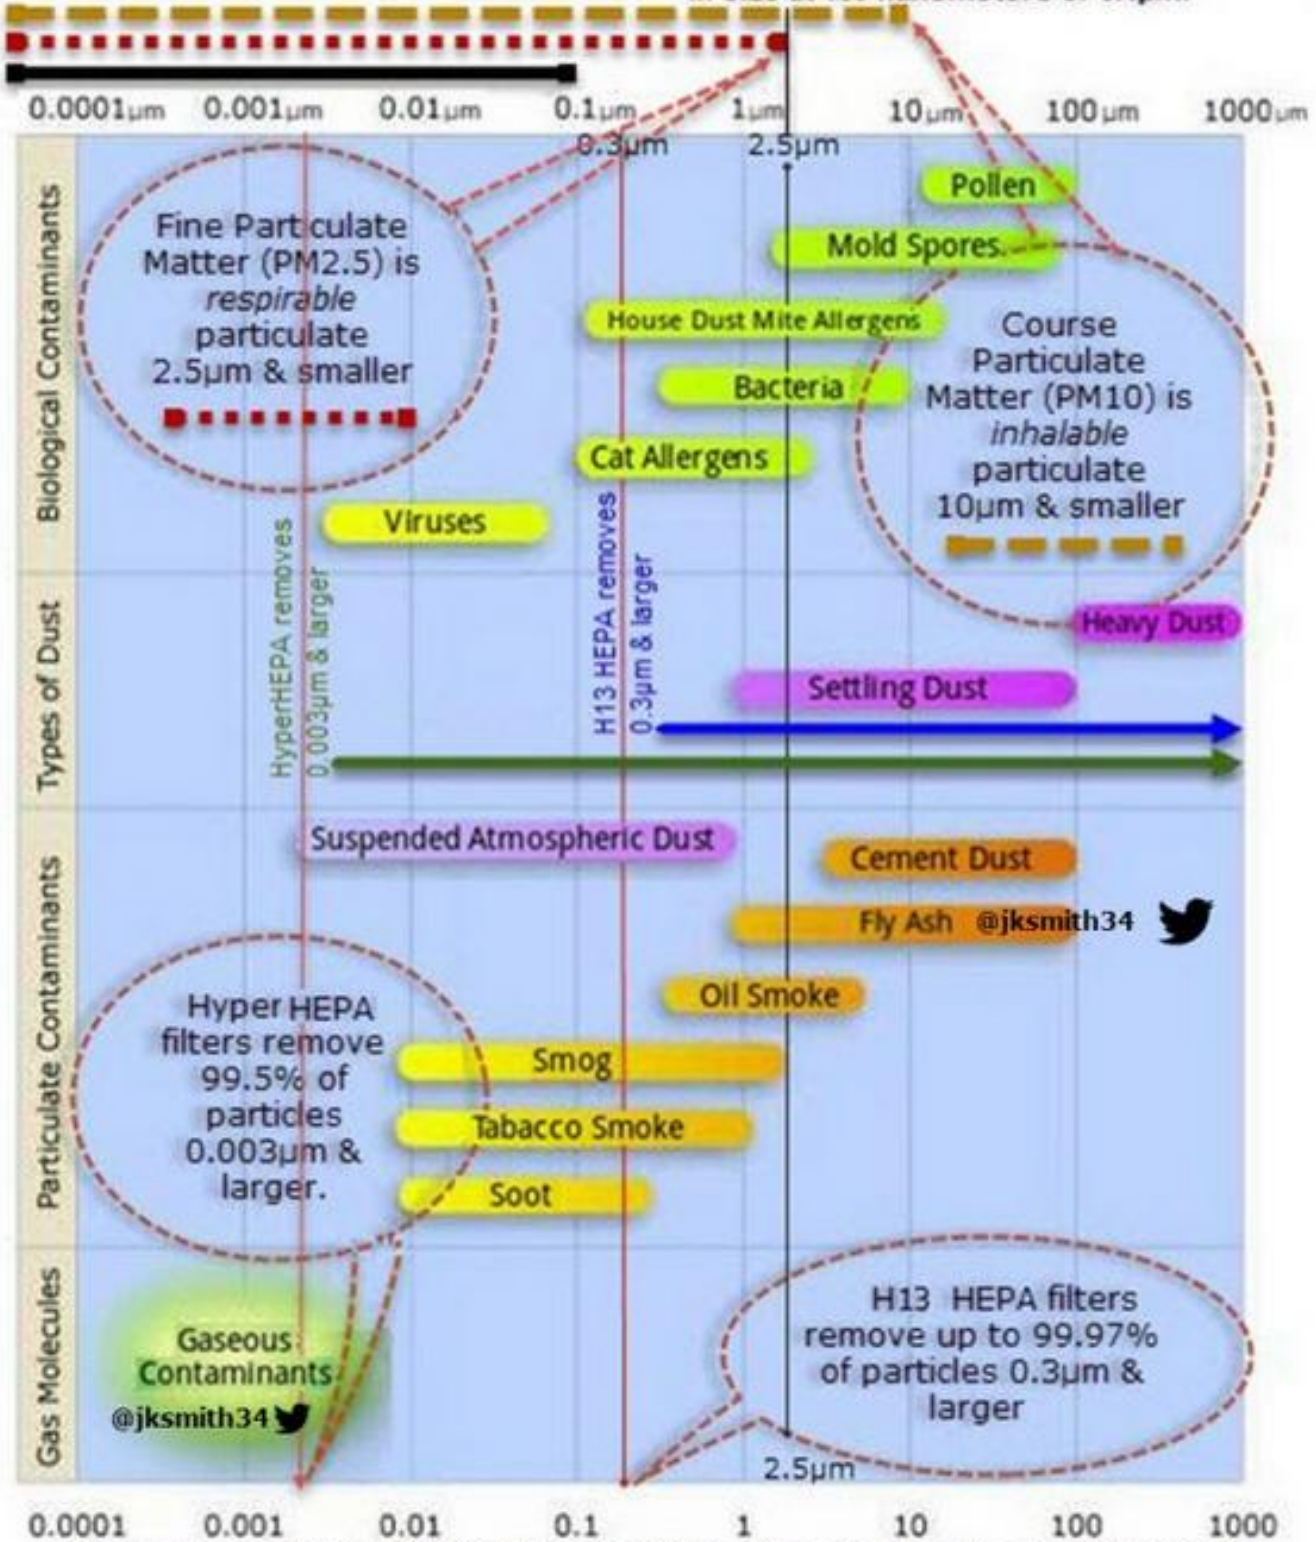 0.0001µm 0.001µm 0.01µm 0.1µm 1µm 10µm 100µm 1000µm
0.3µm 2.5µm
Biological Contaminants
Types of Dust
Particulate Contaminants
Gas Molecules
Fine Particulate
Matter (PM2.5) is
respirable
particulate
2.5µm & smaller
Pollen
Mold Spores
House Dust Mite Allergens
Bacteria
Cat Allergens
Viruses
Course
Particulate
Matter (PM10) is
inhalable
particulate
10µm & smaller
HyperHEPA removes
0.003µm & larger
H13 HEPA removes
0.3µm & larger
Heavy Dust
Settling Dust
Suspended Atmospheric Dust
Cement Dust
Fly Ash @jksmith34
Oil Smoke
Smog
Tabacco Smoke
Soot
Hyper HEPA
filters remove
99.5% of
particles
0.003µm &
larger.
Gaseous
Contaminants
@jksmith34
H13 HEPA filters
remove up to 99.97%
of particles 0.3µm &
larger
2.5µm
0.0001 0.001 0.01 0.1 1 10 100 1000